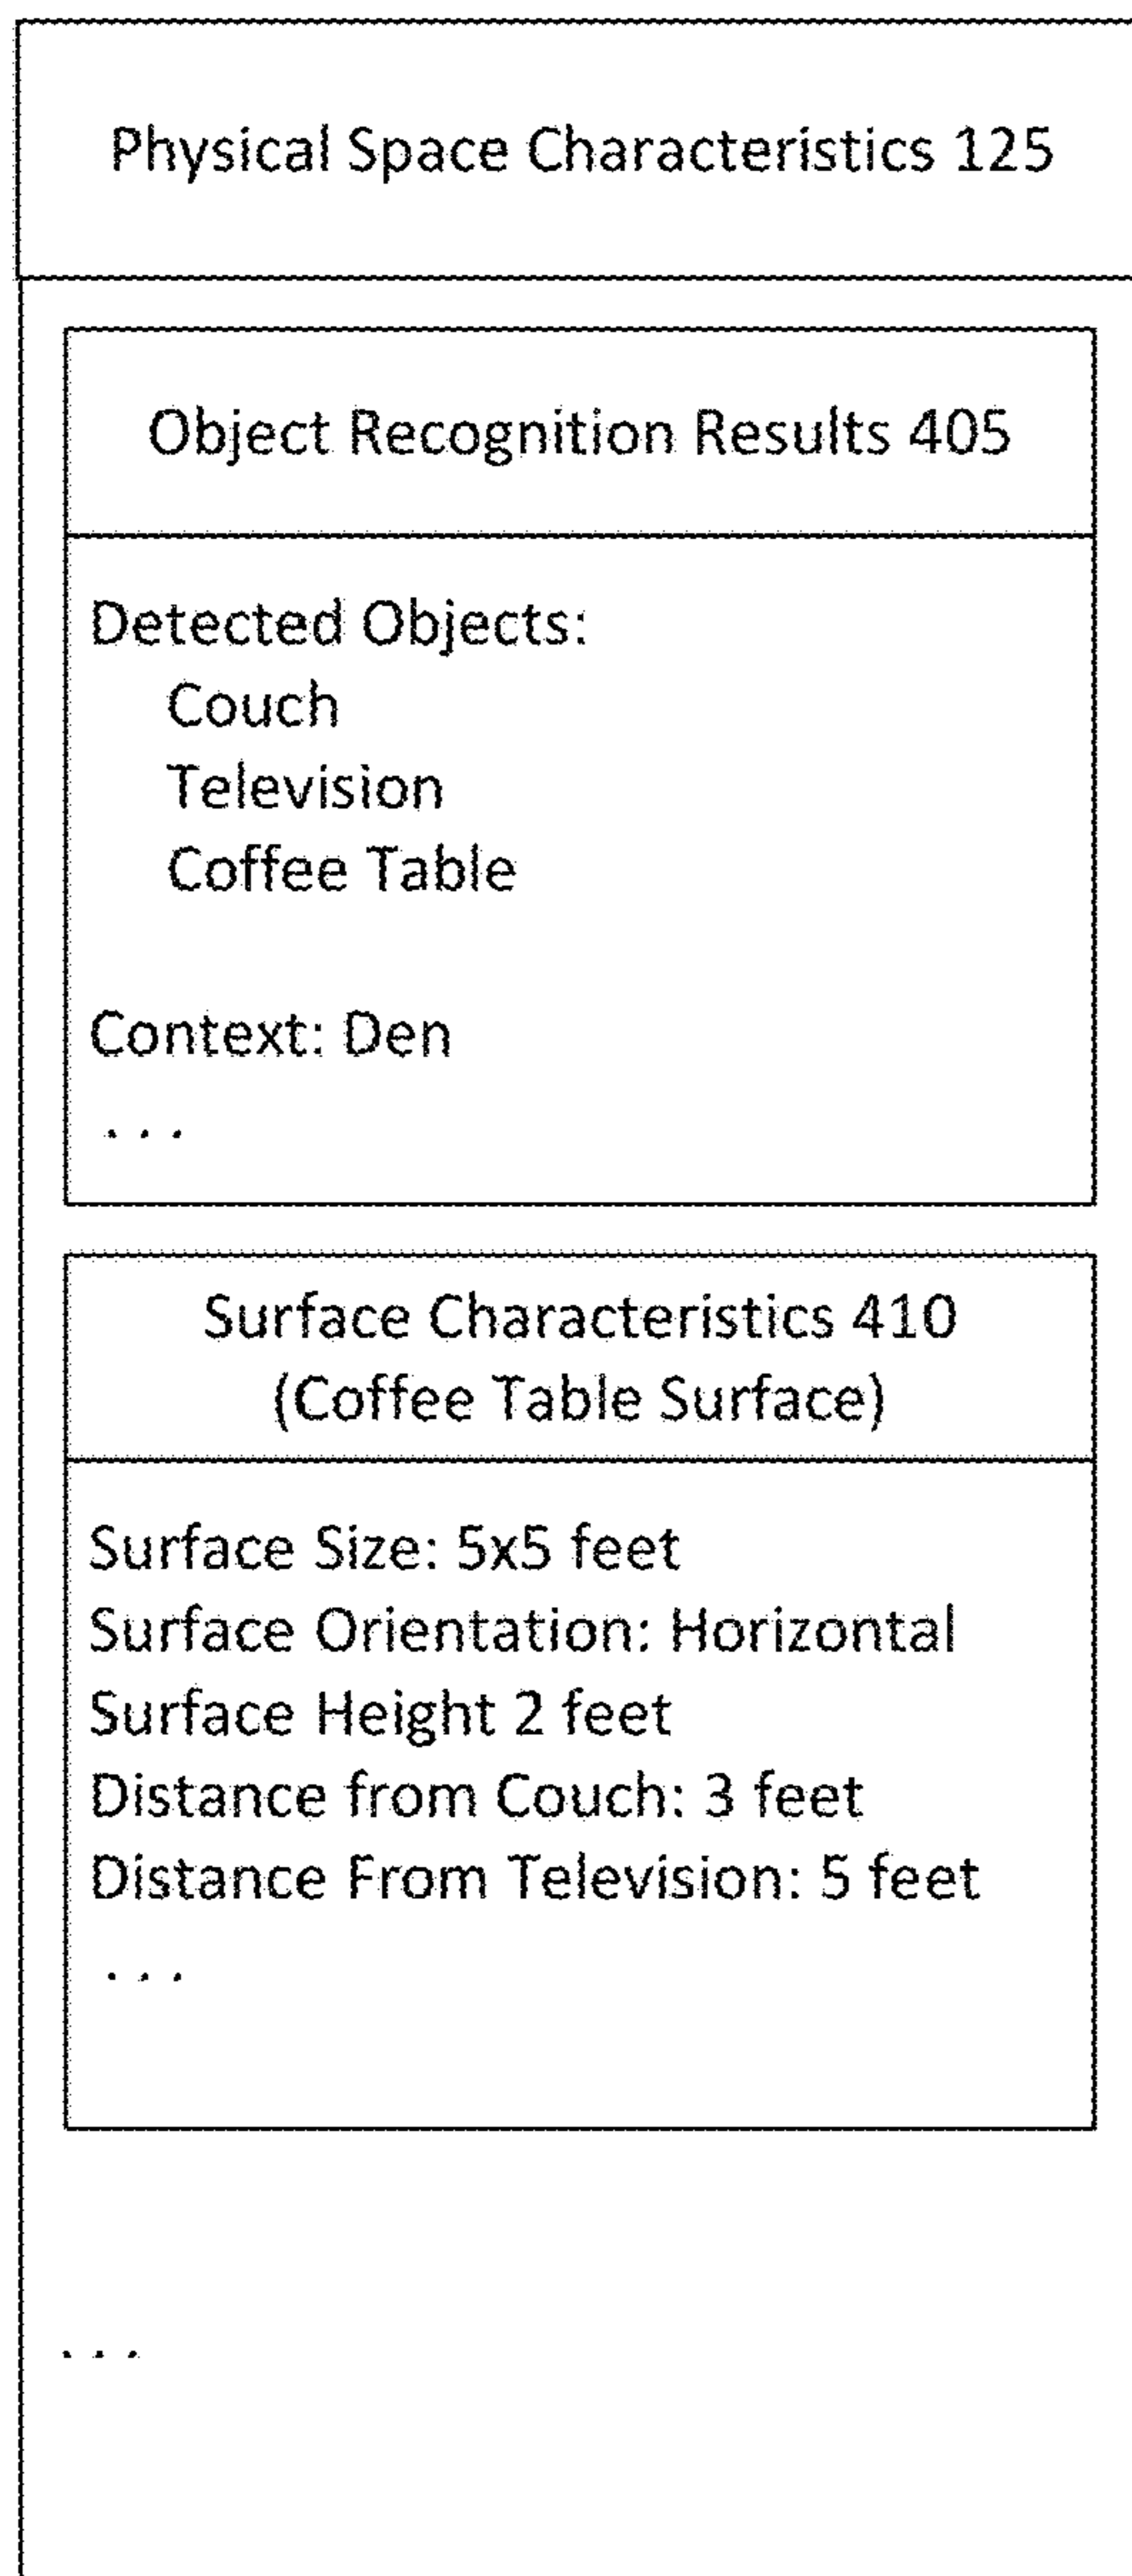 Physical Space Characteristics 125
Object Recognition Results 405
Detected Objects:
Couch
Television
Coffee Table
Context: Den
. . .
Surface Characteristics 410
(Coffee Table Surface)
Surface Size: 5x5 feet
Surface Orientation: Horizontal
Surface Height 2 feet
Distance from Couch: 3 feet
Distance From Television: 5 feet
. . .
. . .